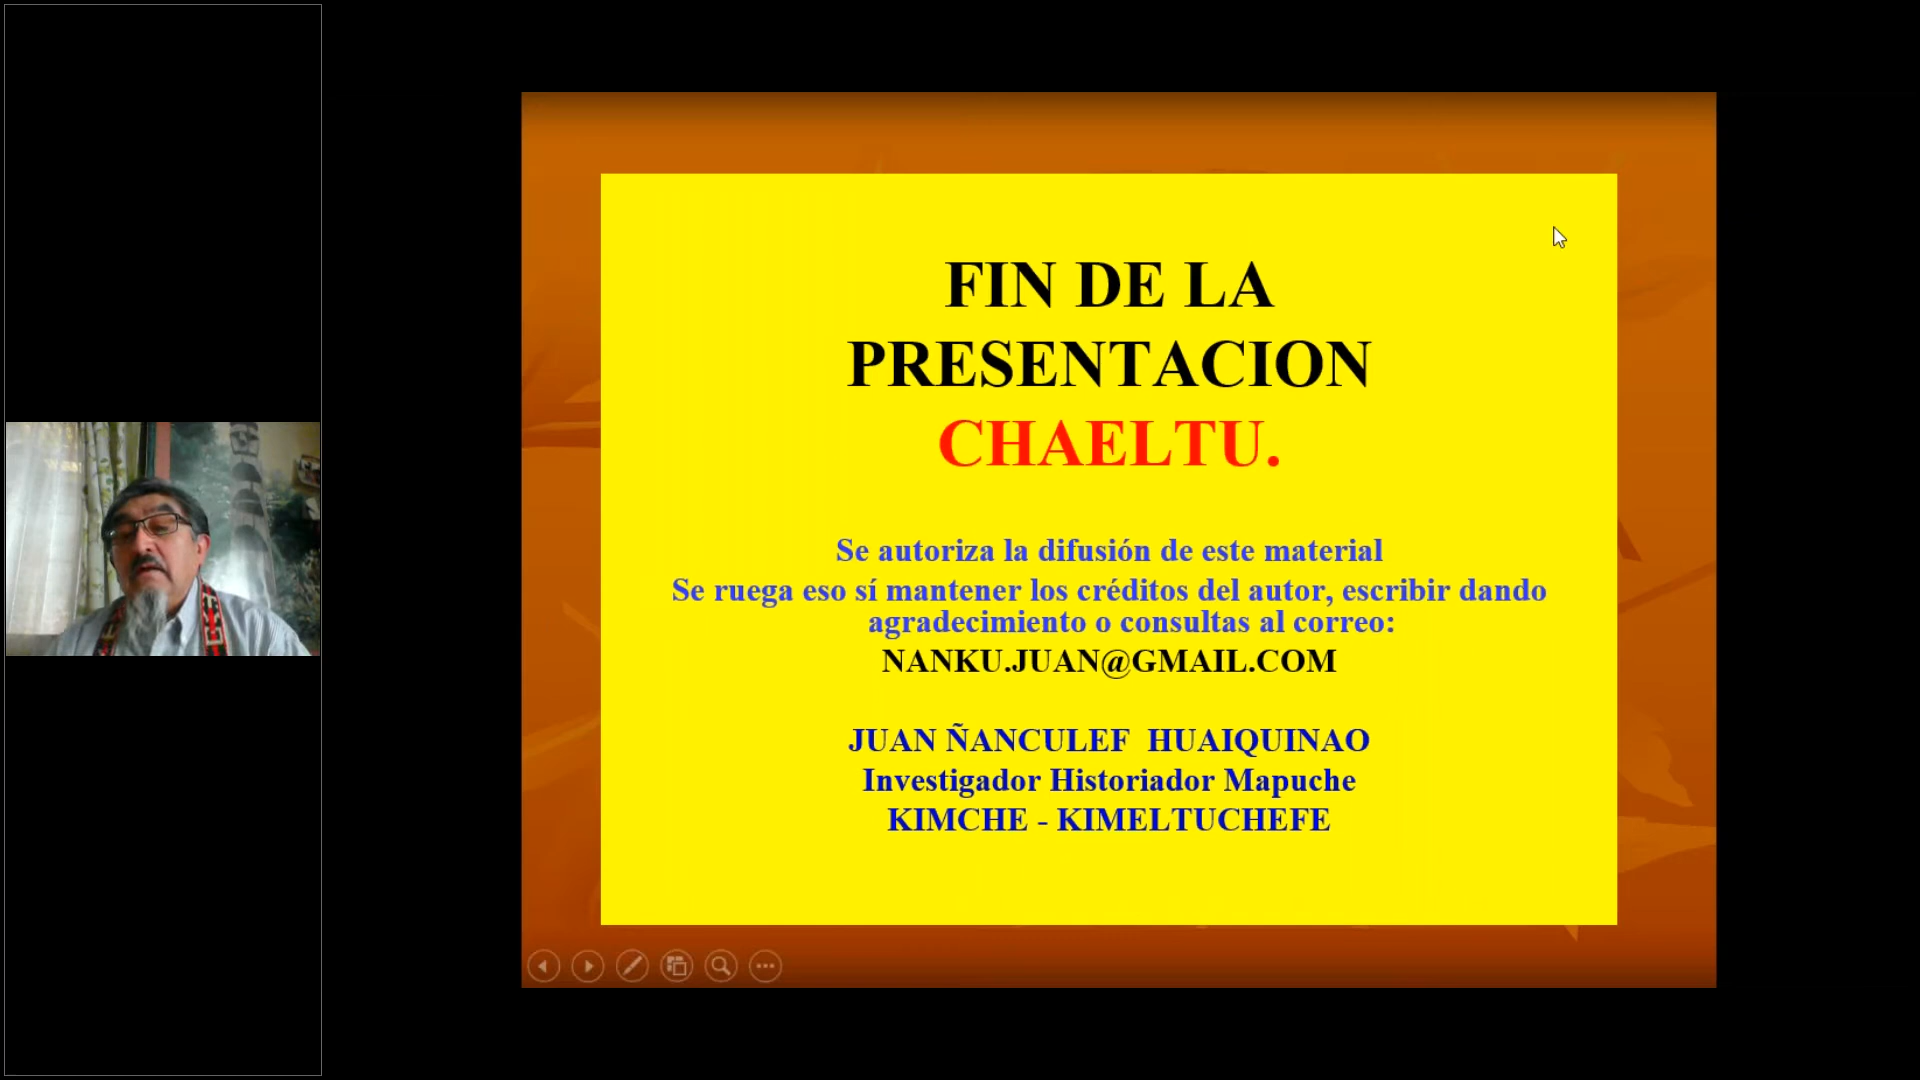 FIN DE LA
PRESENTACION
CHAELTU.
Se autoriza la difusión de este material
Se ruega eso sí mantener los créditos del autor, escribir dando
agradecimiento o consultas al correo:
NANKU.JUAN@GMAIL.COM
JUAN ÑANCULEF HUAIQUINAO
Investigador Historiador Mapuche
KIMCHE - KIMELTUCHEFE